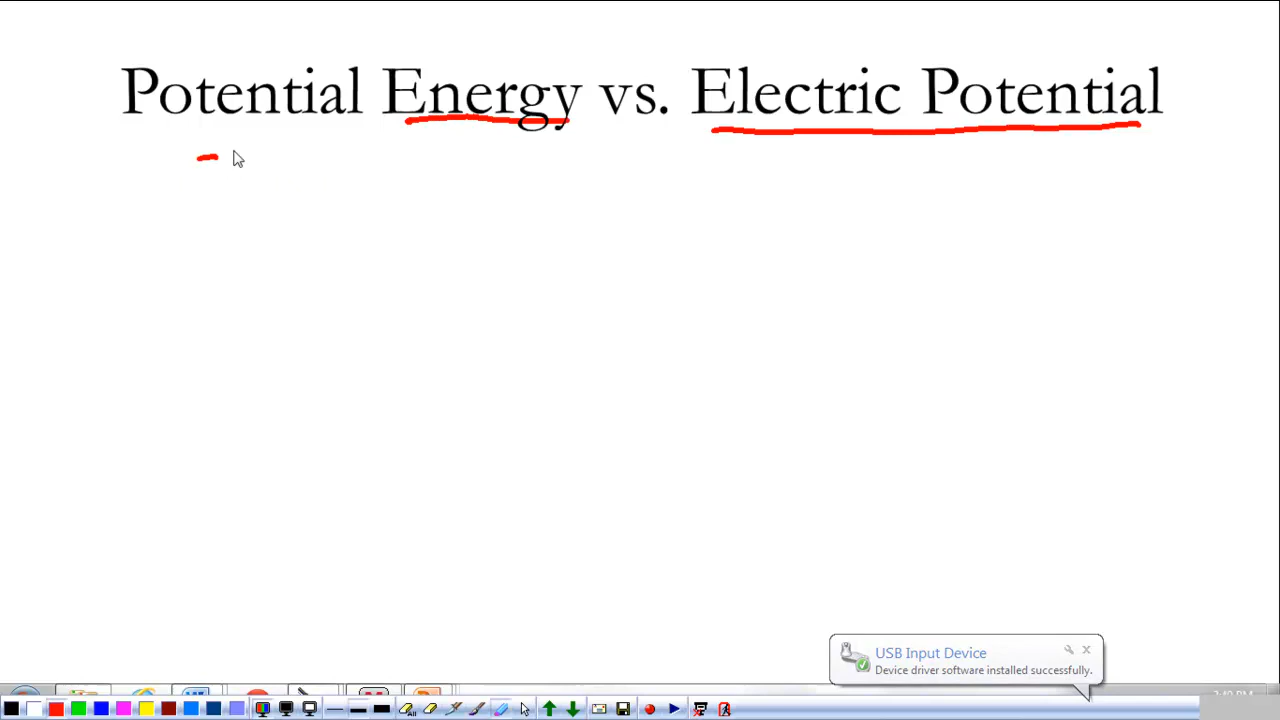 Potential Energy vs. Electric Potential
USB Input Device
Device driver software installed successfully.